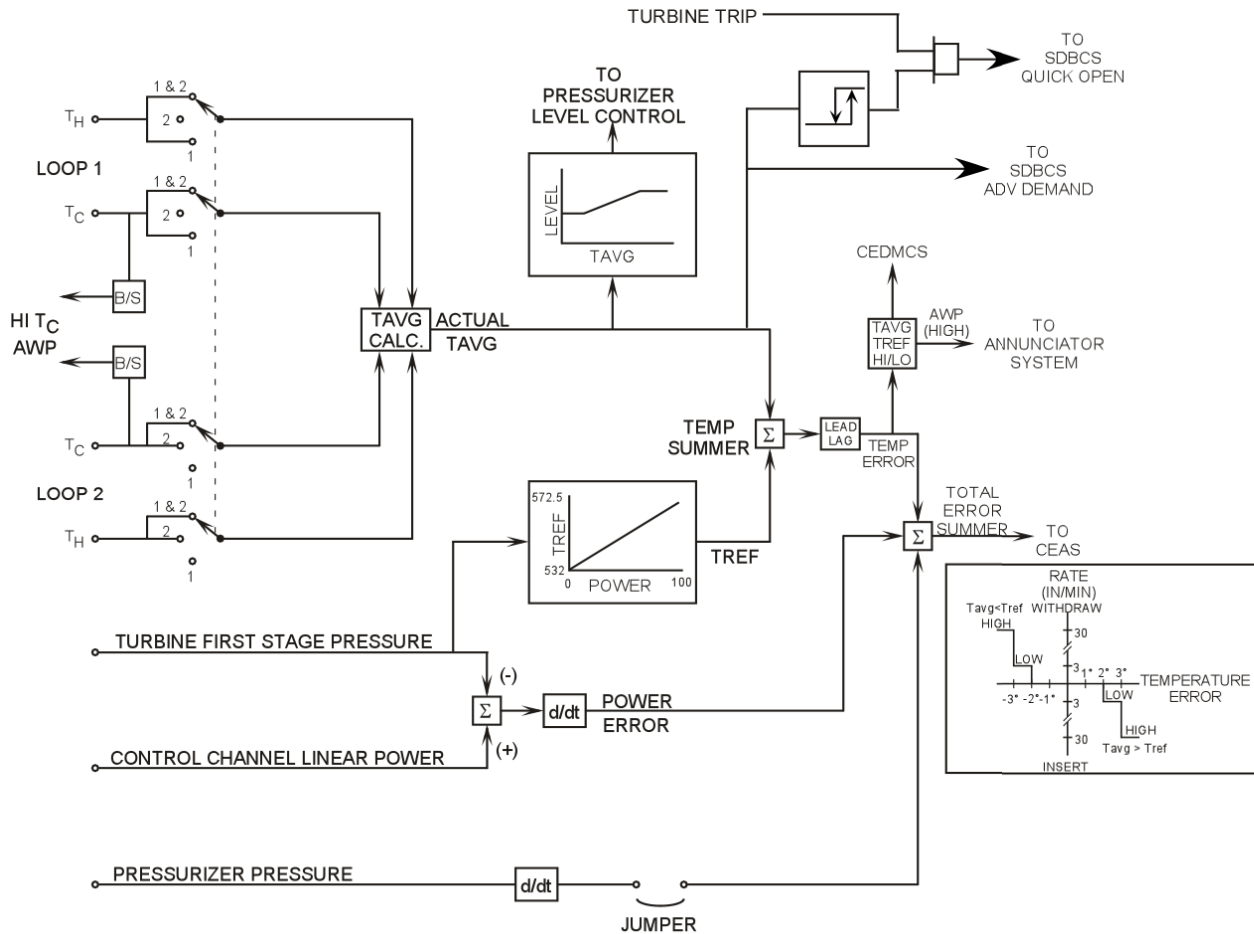 TURBINE TRIP
TO
SDBCS
QUICK OPEN
TO
PRESSURIZER
LEVEL CONTROL
1 & 2
T_H
2
1
LOOP 1
1 & 2
T_C
2
1
LEVEL
TAVG
TO
SDBCS
ADV DEMAND
CEDMCS
B/S
HI T_C
AWP
B/S
TAVG
CALC.
ACTUAL
TAVG
TAVG
TREF
HI/LO
AWP
(HIGH)
TO
ANNUNCIATOR
SYSTEM
1 & 2
T_C
2
1
LOOP 2
1 & 2
T_H
2
1
TEMP
SUMMER
Σ
LEAD
LAG
TEMP
ERROR
572.5
TREF
532
0
POWER
100
TREF
TOTAL
ERROR
SUMMER
Σ
TO
CEAS
TURBINE FIRST STAGE PRESSURE
(-)
Σ
d/dt
POWER
ERROR
(+)
CONTROL CHANNEL LINEAR POWER
RATE
(IN/MIN)
Tavg<Tref
WITHDRAW
HIGH
30
LOW
3
1°
2°
3°
-3°
-2°
-1°
TEMPERATURE
ERROR
3
LOW
HIGH
30
Tavg > Tref
INSERT
PRESSURIZER PRESSURE
d/dt
JUMPER